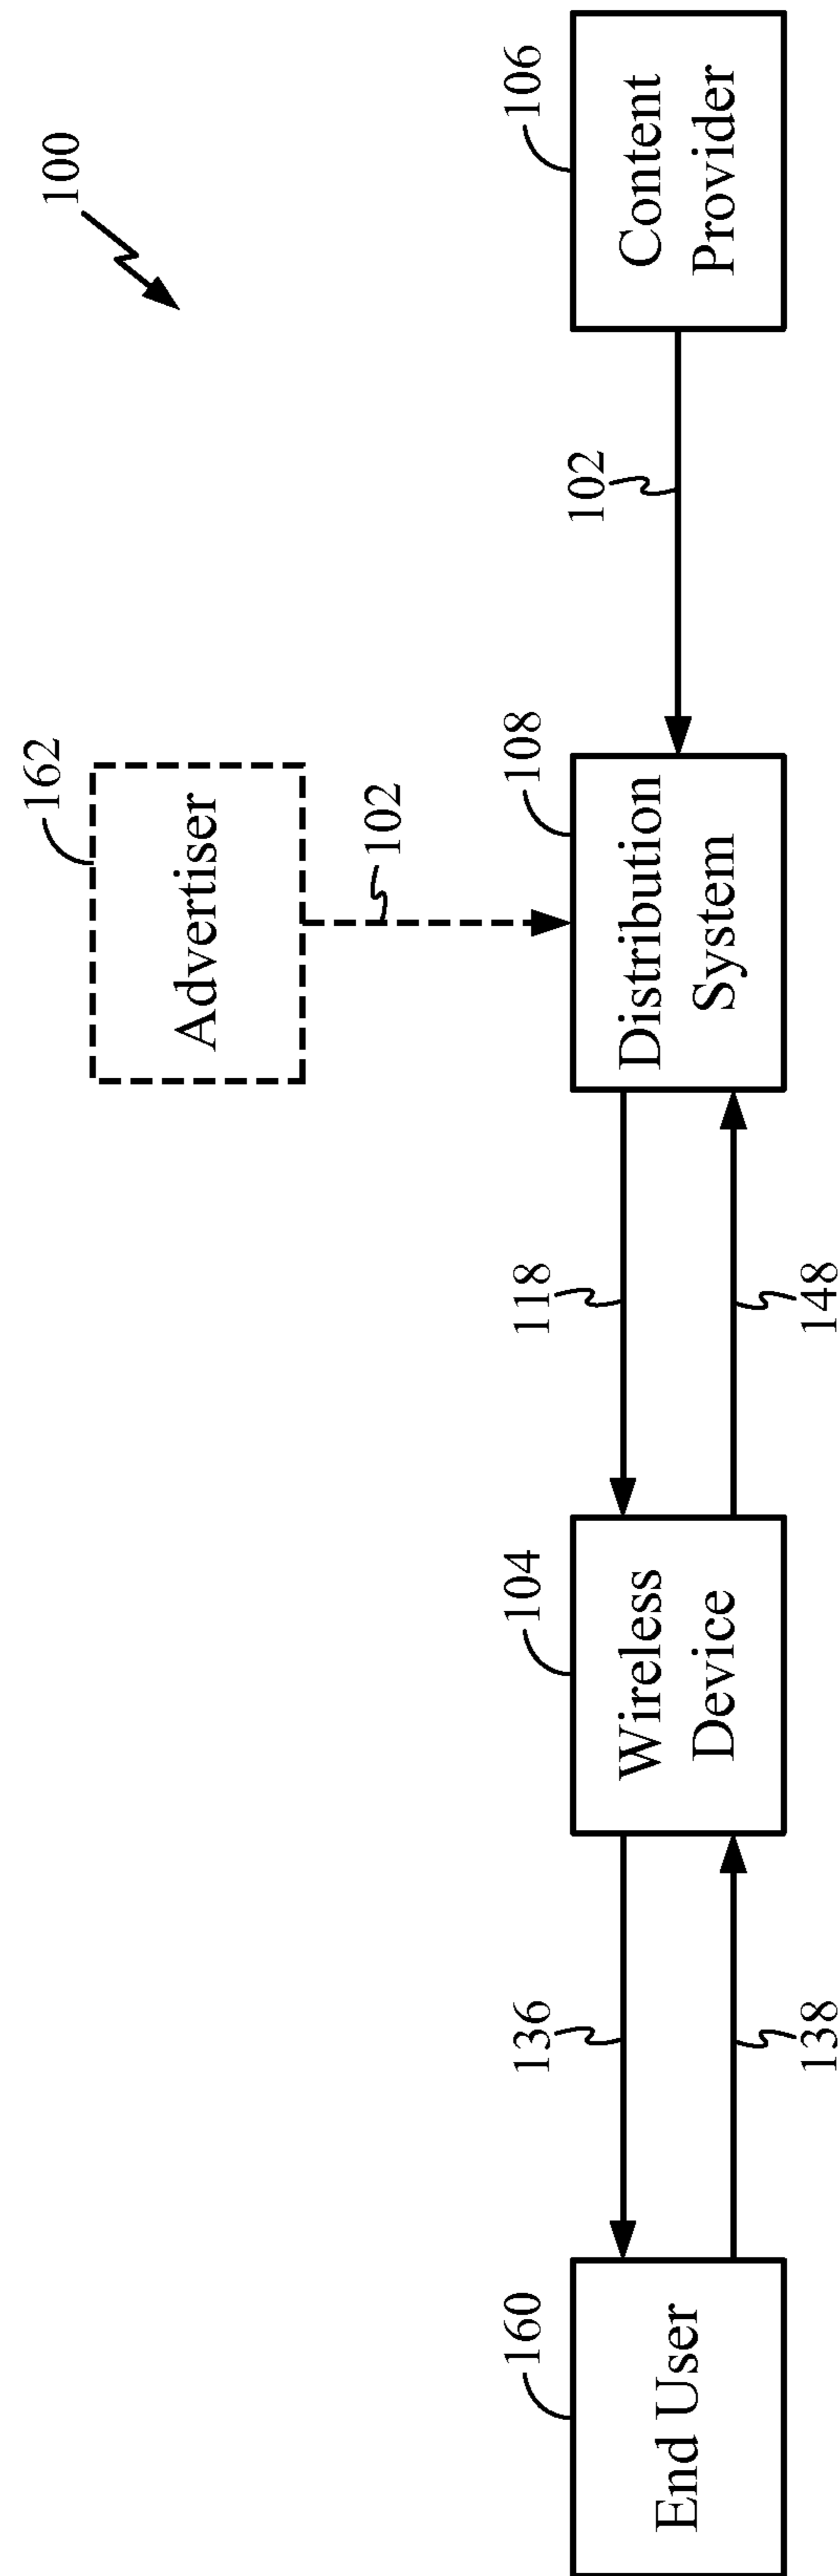 100
162
Advertiser
102
160
End User
136
138
104
Wireless
Device
118
148
108
Distribution
System
102
106
Content
Provider